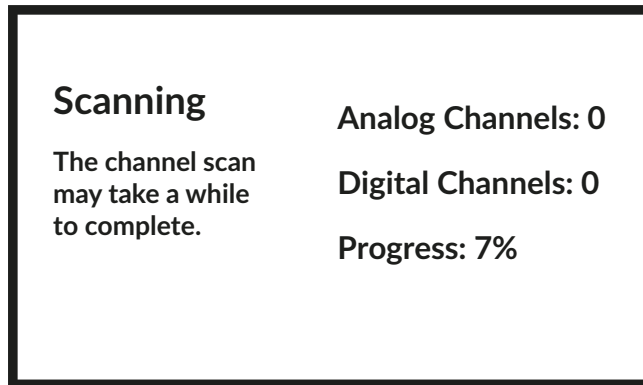 Scanning
The channel scan
may take a while
to complete.
Analog Channels: 0
Digital Channels: 0
Progress: 7%